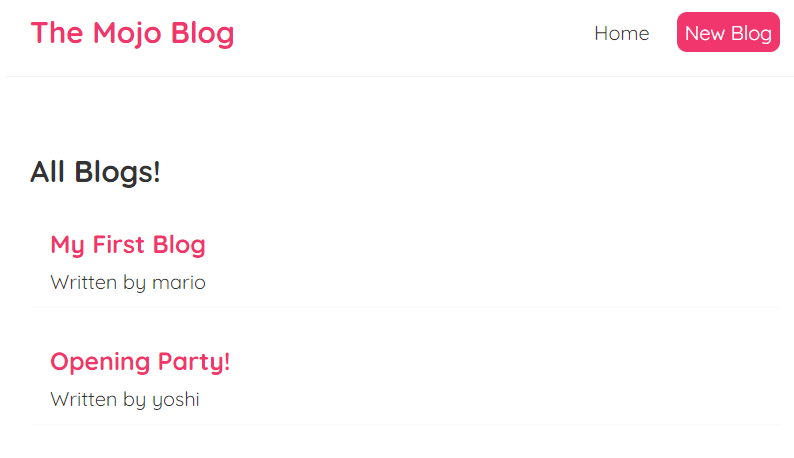 The Mojo Blog
Home
New Blog
All Blogs!
My First Blog
Written by mario
Opening Party!
Written by yoshi